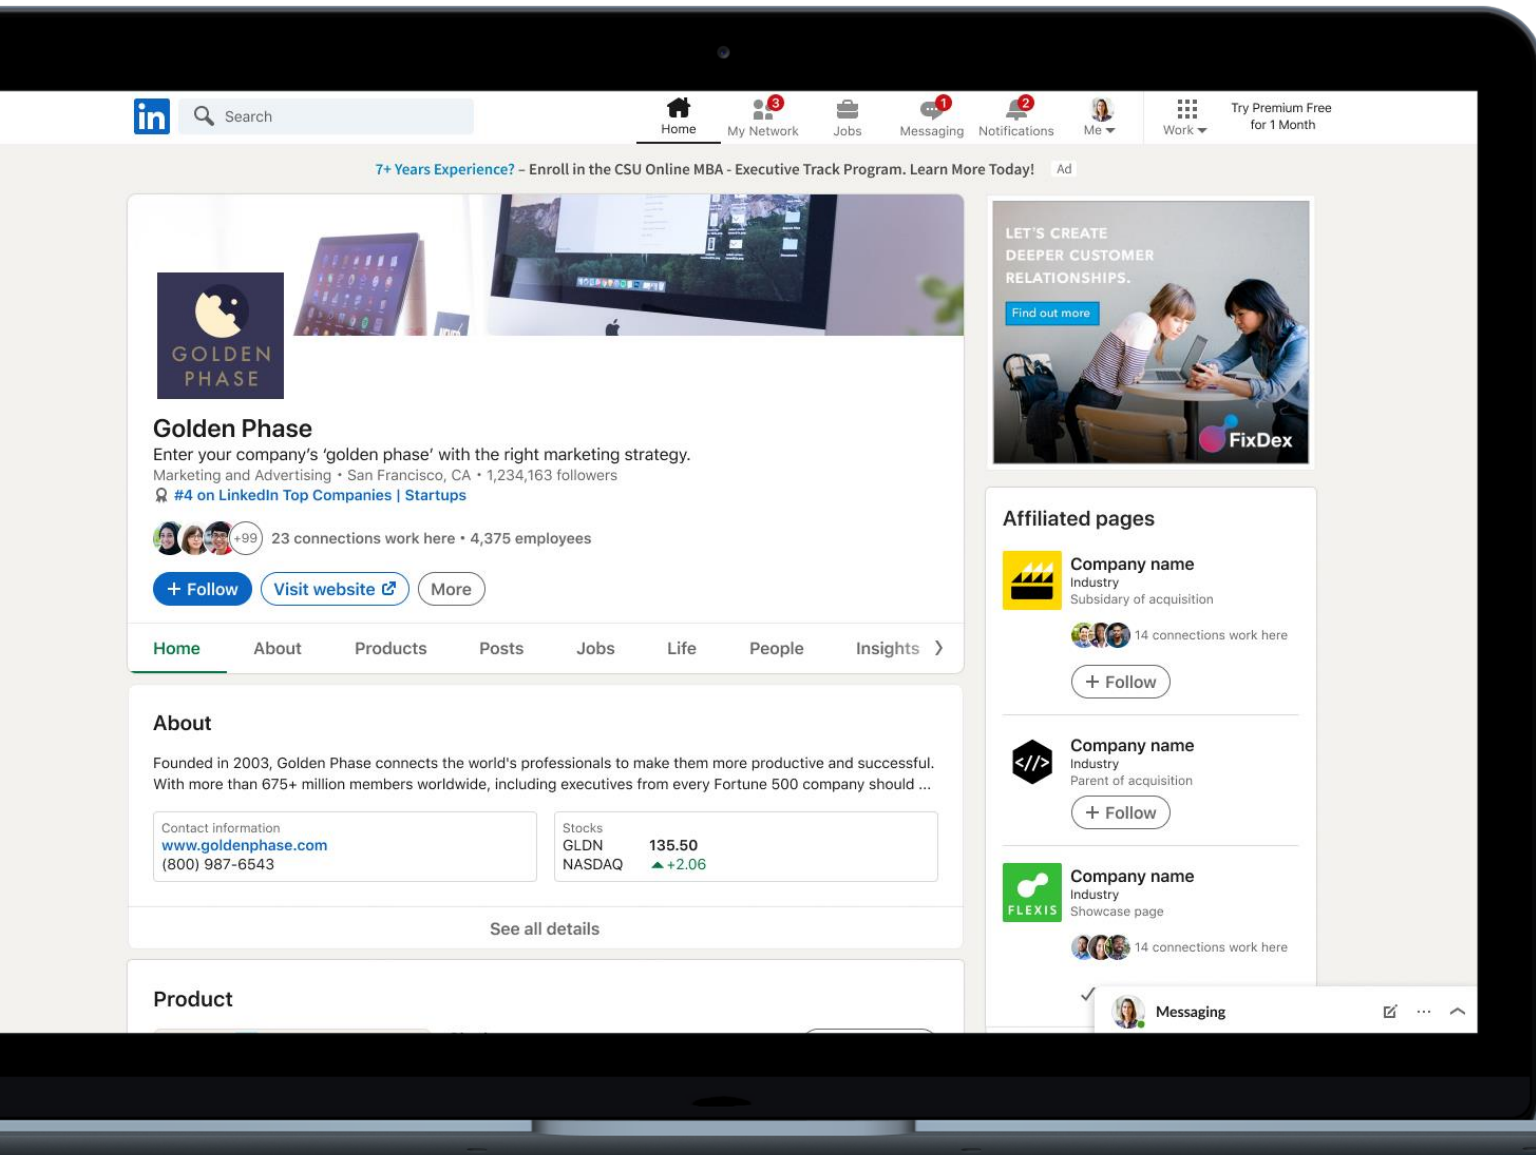 in
Search
Home
3
My Network
Jobs
1
Messaging
2
Notifications
Me
Work
Try Premium Free
for 1 Month
7+ Years Experience? – Enroll in the CSU Online MBA - Executive Track Program. Learn More Today!
Ad
GOLDEN
PHASE
Golden Phase
Enter your company's ‘golden phase’ with the right marketing strategy.
Marketing and Advertising • San Francisco, CA • 1,234,163 followers
#4 on LinkedIn Top Companies | Startups
+99
23 connections work here • 4,375 employees
+ Follow
Visit website
More
Home
About
Products
Posts
Jobs
Life
People
Insights
About
Founded in 2003, Golden Phase connects the world's professionals to make them more productive and successful.
With more than 675+ million members worldwide, including executives from every Fortune 500 company should ...
Contact information
www.goldenphase.com
(800) 987-6543
Stocks
GLDN 135.50
NASDAQ +2.06
See all details
Product
LET'S CREATE
DEEPER CUSTOMER
RELATIONSHIPS.
Find out more
FixDex
Affiliated pages
Company name
Industry
Subsidary of acquisition
14 connections work here
+ Follow
</>
Company name
Industry
Parent of acquisition
+ Follow
FLEXIS
Company name
Industry
Showcase page
14 connections work here
Messaging